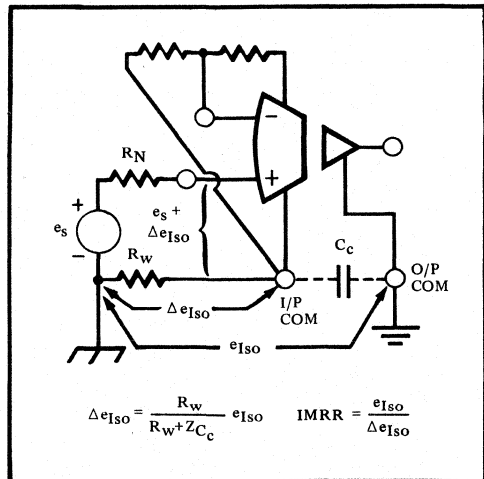 −
R_N
+
+
e_s
−
e_s +
Δe_Iso
R_w
C_c
Δe_Iso
I/P
COM
O/P
COM
e_Iso
Δe_Iso = R_w / (R_w+Z_Cc) e_Iso IMRR = e_Iso / Δe_Iso